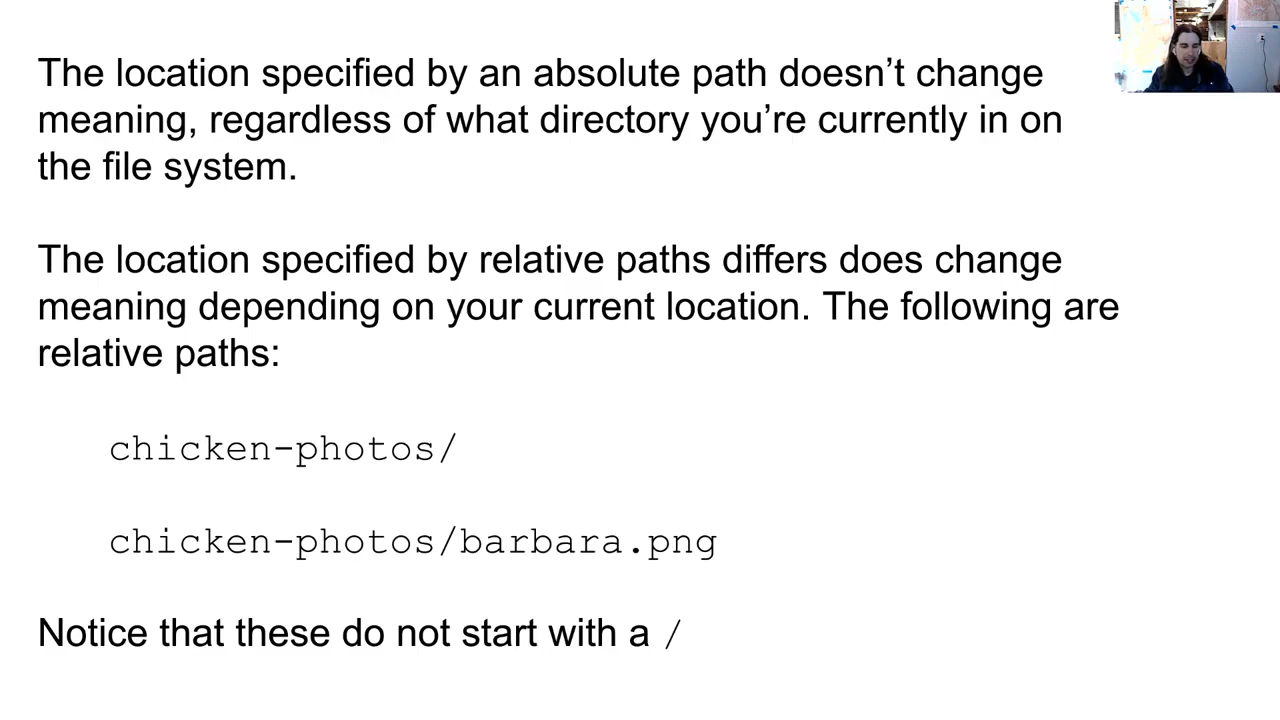 The location specified by an absolute path doesn’t change
meaning, regardless of what directory you’re currently in on
the file system.
The location specified by relative paths differs does change
meaning depending on your current location. The following are
relative paths:
chicken-photos/
chicken-photos/barbara.png
Notice that these do not start with a /